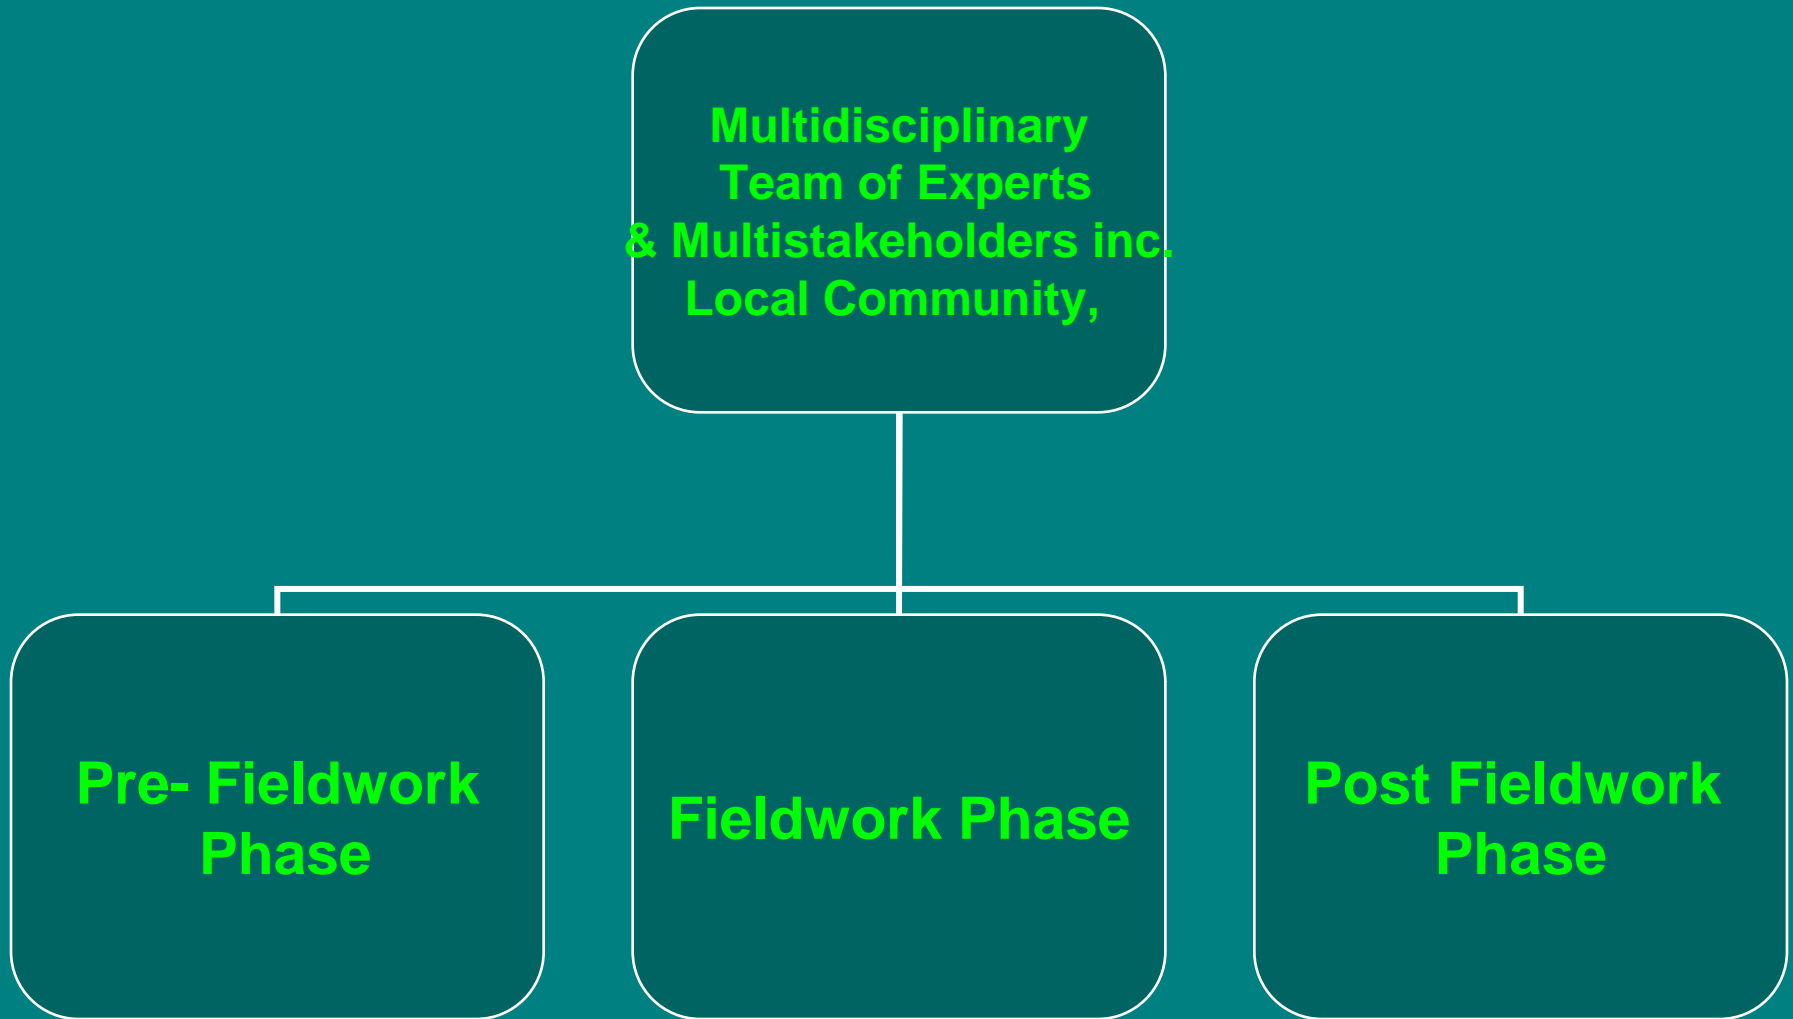 Multidisciplinary
Team of Experts
& Multistakeholders inc.
Local Community,
Pre- Fieldwork
Phase
Fieldwork Phase
Post Fieldwork
Phase